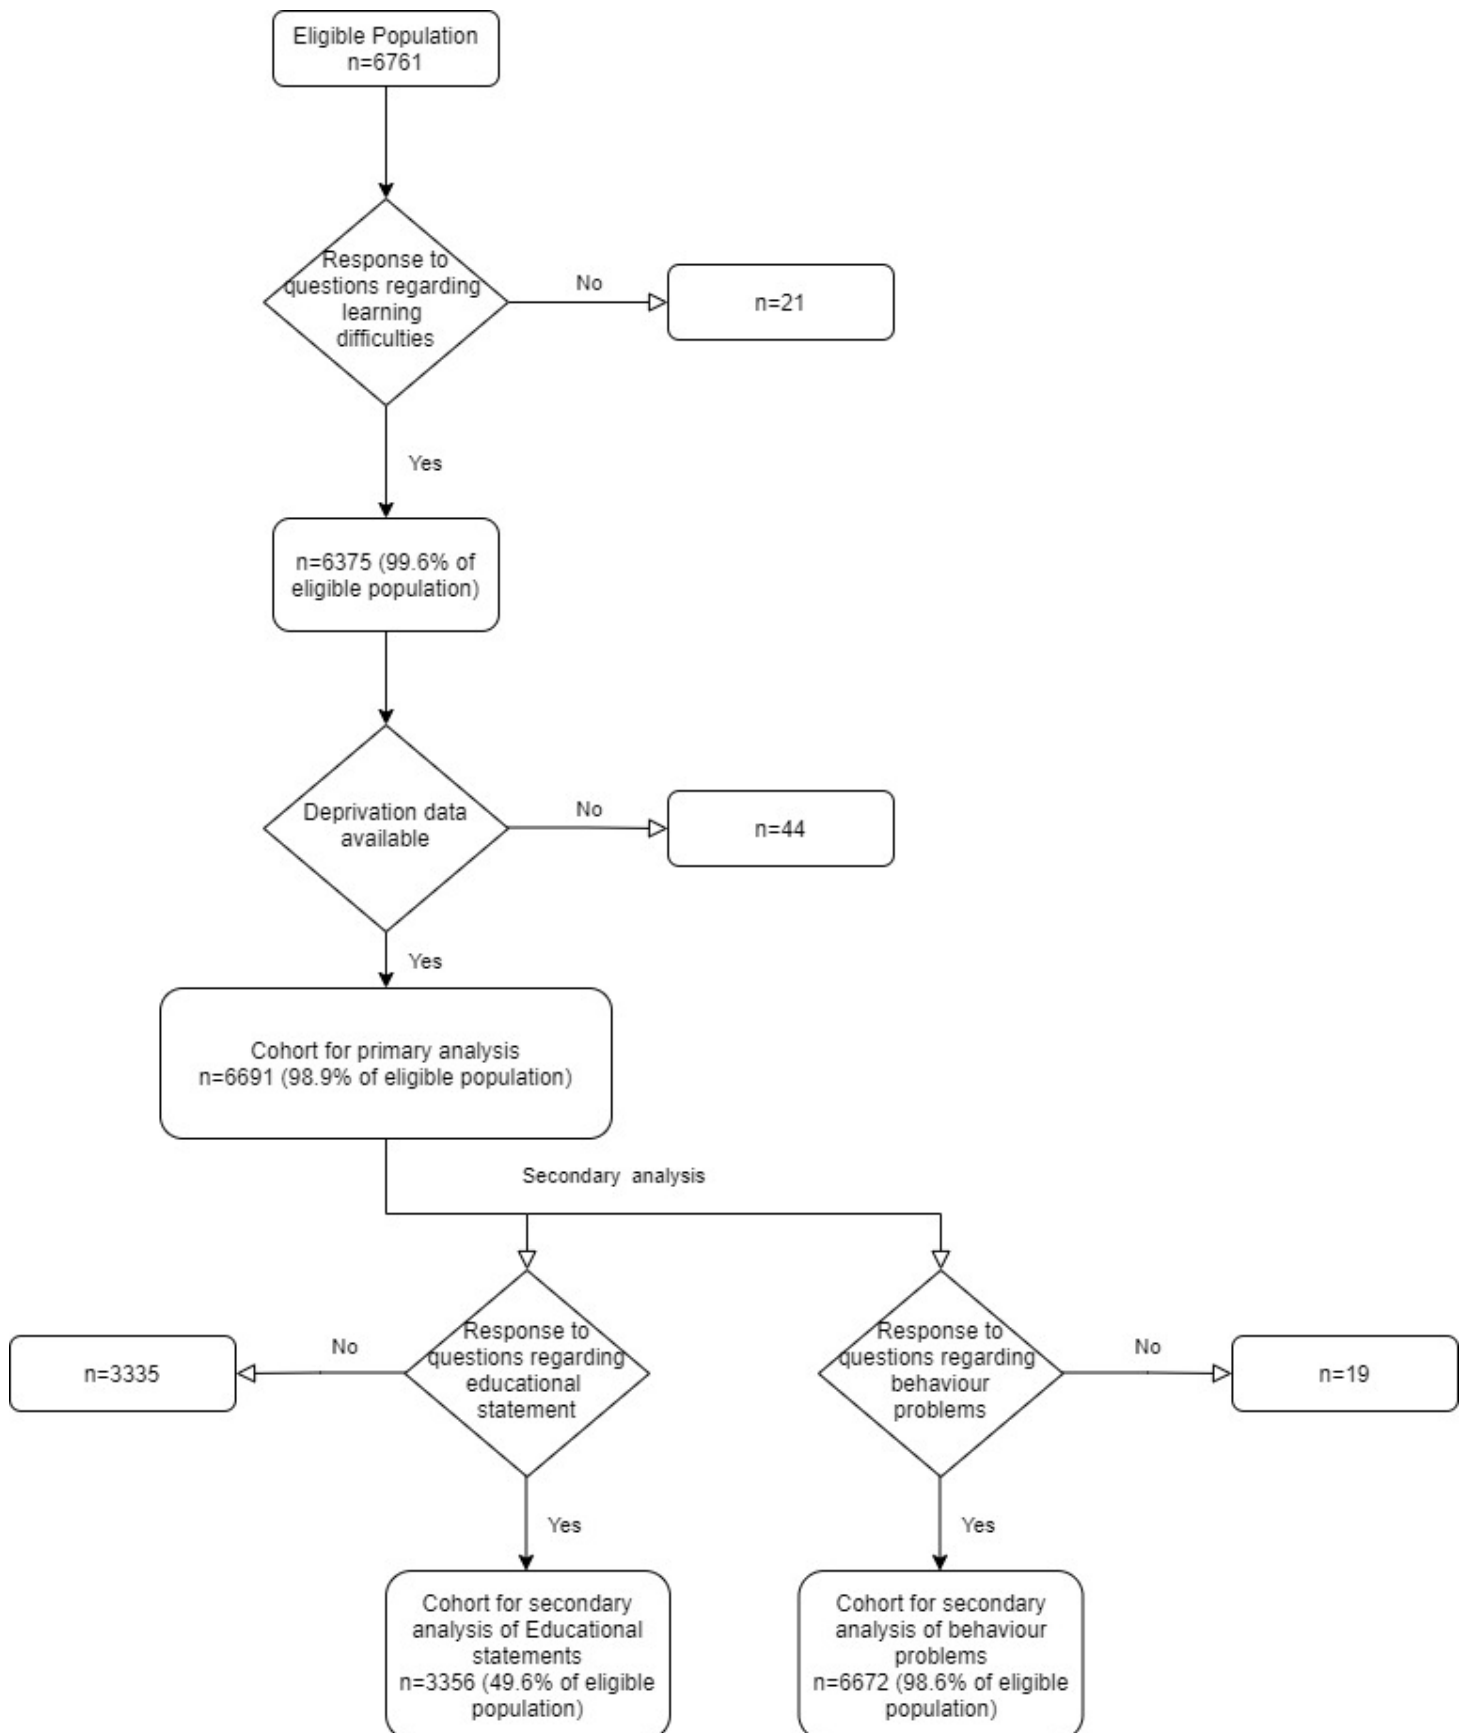 Eligible Population
n=6761
Response to
questions regarding
learning
difficulties
No
n=21
Yes
n=6375 (99.6% of
eligible population)
Deprivation data
available
No
n=44
Yes
Cohort for primary analysis
n=6691 (98.9% of eligible population)
Secondary analysis
n=3335
No
Response to
questions regarding
educational
statement
Response to
questions regarding
behaviour
problems
No
n=19
Yes
Yes
Cohort for secondary
analysis of Educational
statements
n=3356 (49.6% of eligible
population)
Cohort for secondary
analysis of behaviour
problems
n=6672 (98.6% of eligible
population)